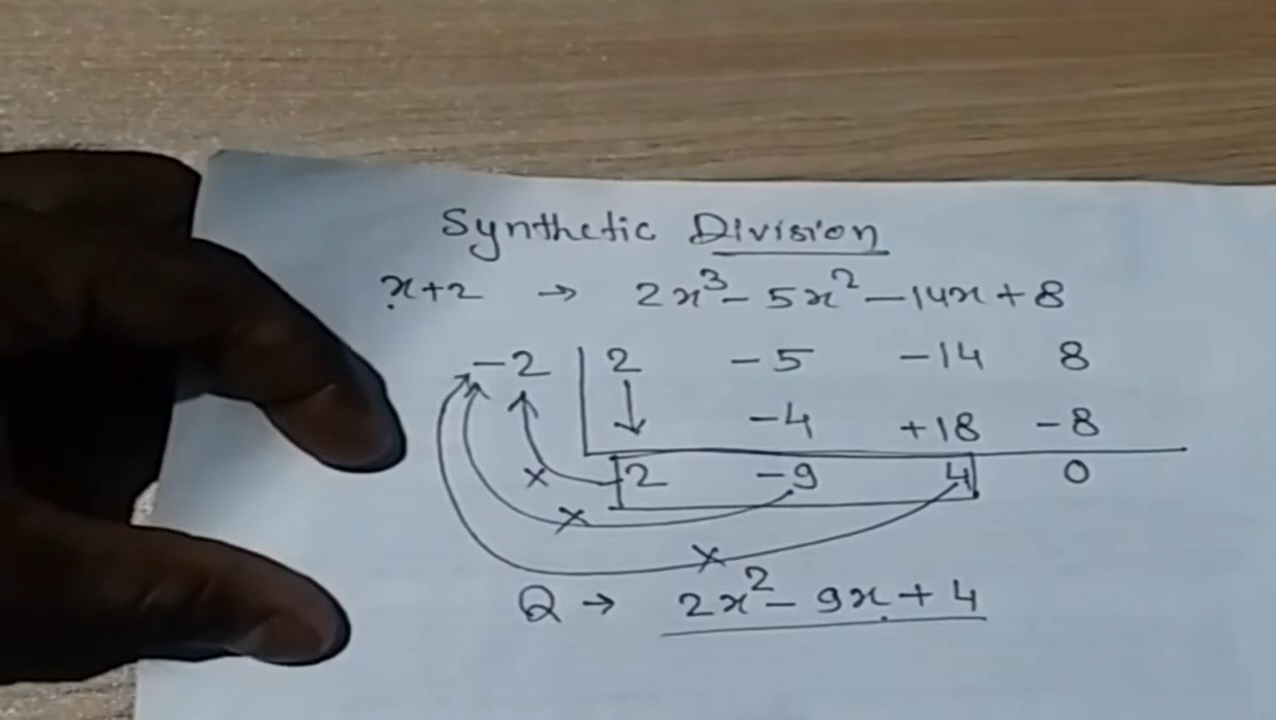 Synthetic Division
x+2 → 2x³- 5x²-14x+8
-2 | 2 -5 -14 8
↓ -4 +18 -8
2 -9 4 0
× × ×
Q → 2x²- 9x+4